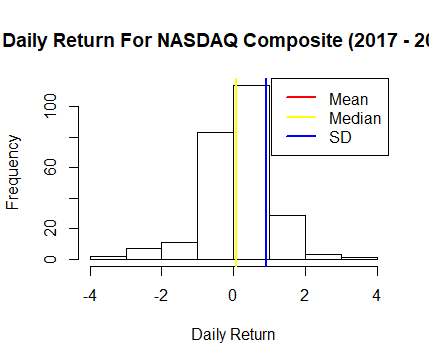 Daily Return For NASDAQ Composite (2017 - 20
Mean
Median
SD
Frequency
100
60
20
0
-4
-2
0
2
4
Daily Return